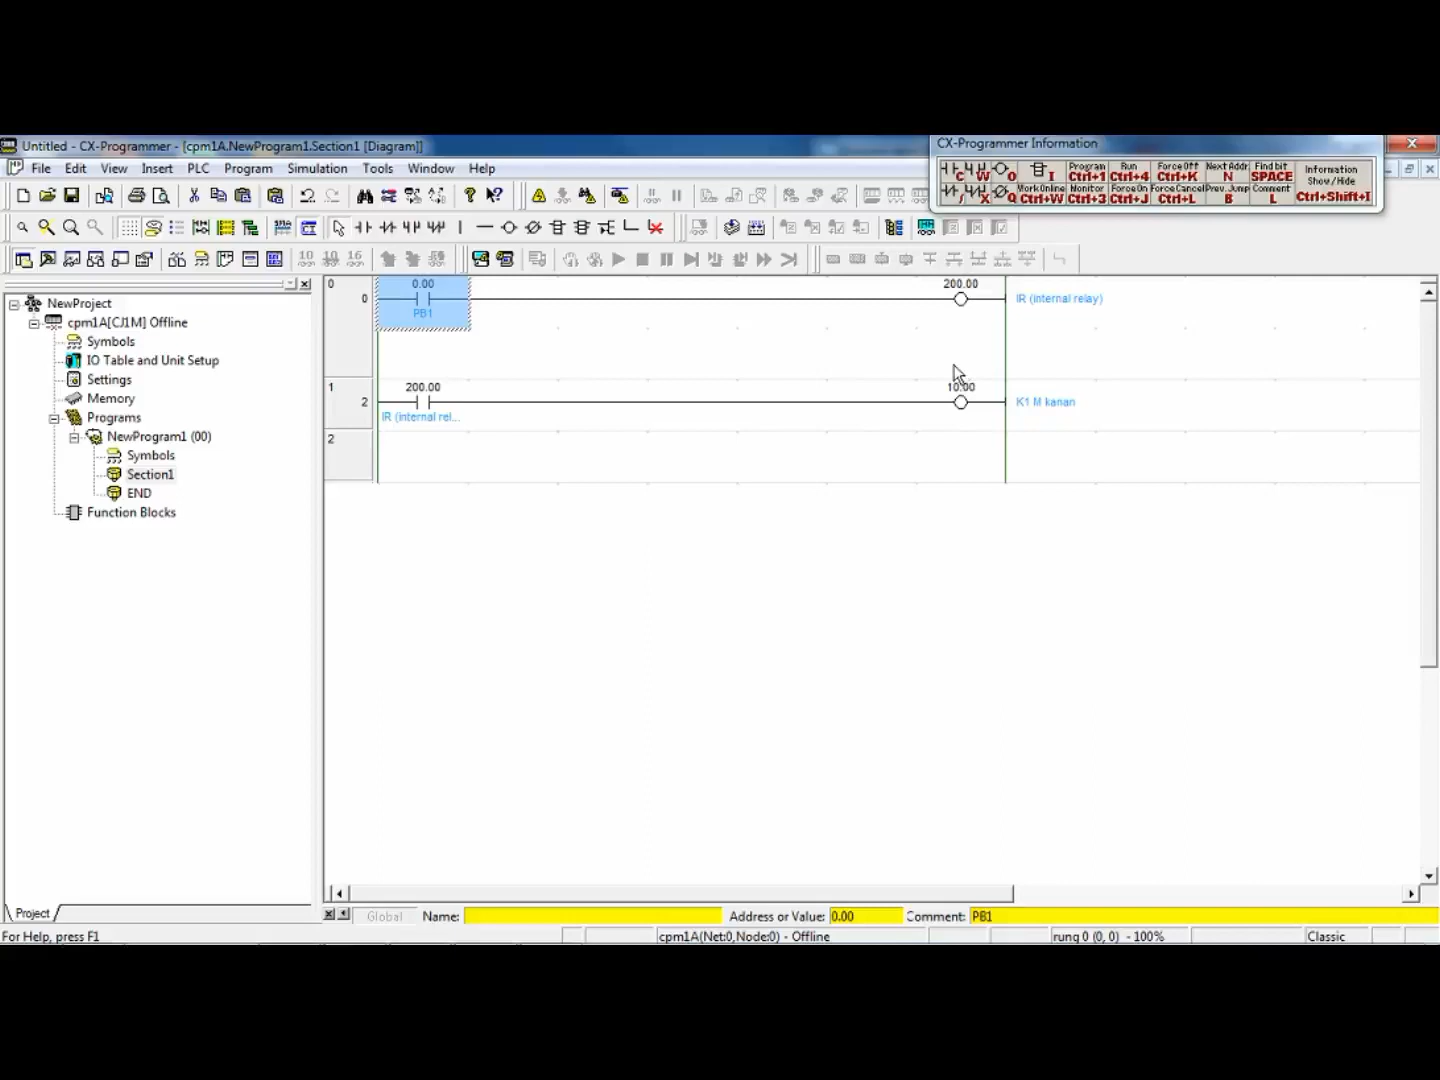 Untitled - CX-Programmer - [cpm1A.NewProgram1.Section1 [Diagram]]
CX-Programmer Information
File Edit View Insert PLC Program Simulation Tools Window Help
C W O I Program Ctrl+1 Run Ctrl+4 Force Off Ctrl+K Next Addr N Find bit SPACE Information Show/Hide Ctrl+Shift+I
/ X Q Work Online Ctrl+W Monitor Ctrl+3 Force On Ctrl+J Force Cancel Ctrl+L Prev. Jump B Comment L
10 10 16
NewProject
cpm1A[CJ1M] Offline
Symbols
IO Table and Unit Setup
Settings
Memory
Programs
NewProgram1 (00)
Symbols
Section1
END
Function Blocks
Project
0
0
0.00
PB1
200.00
IR (internal relay)
1
2
200.00
IR (internal rel...
10.00
K1 M kanan
2
Global Name: Address or Value: 0.00 Comment: PB1
For Help, press F1
cpm1A(Net:0,Node:0) - Offline
rung 0 (0, 0) - 100%
Classic